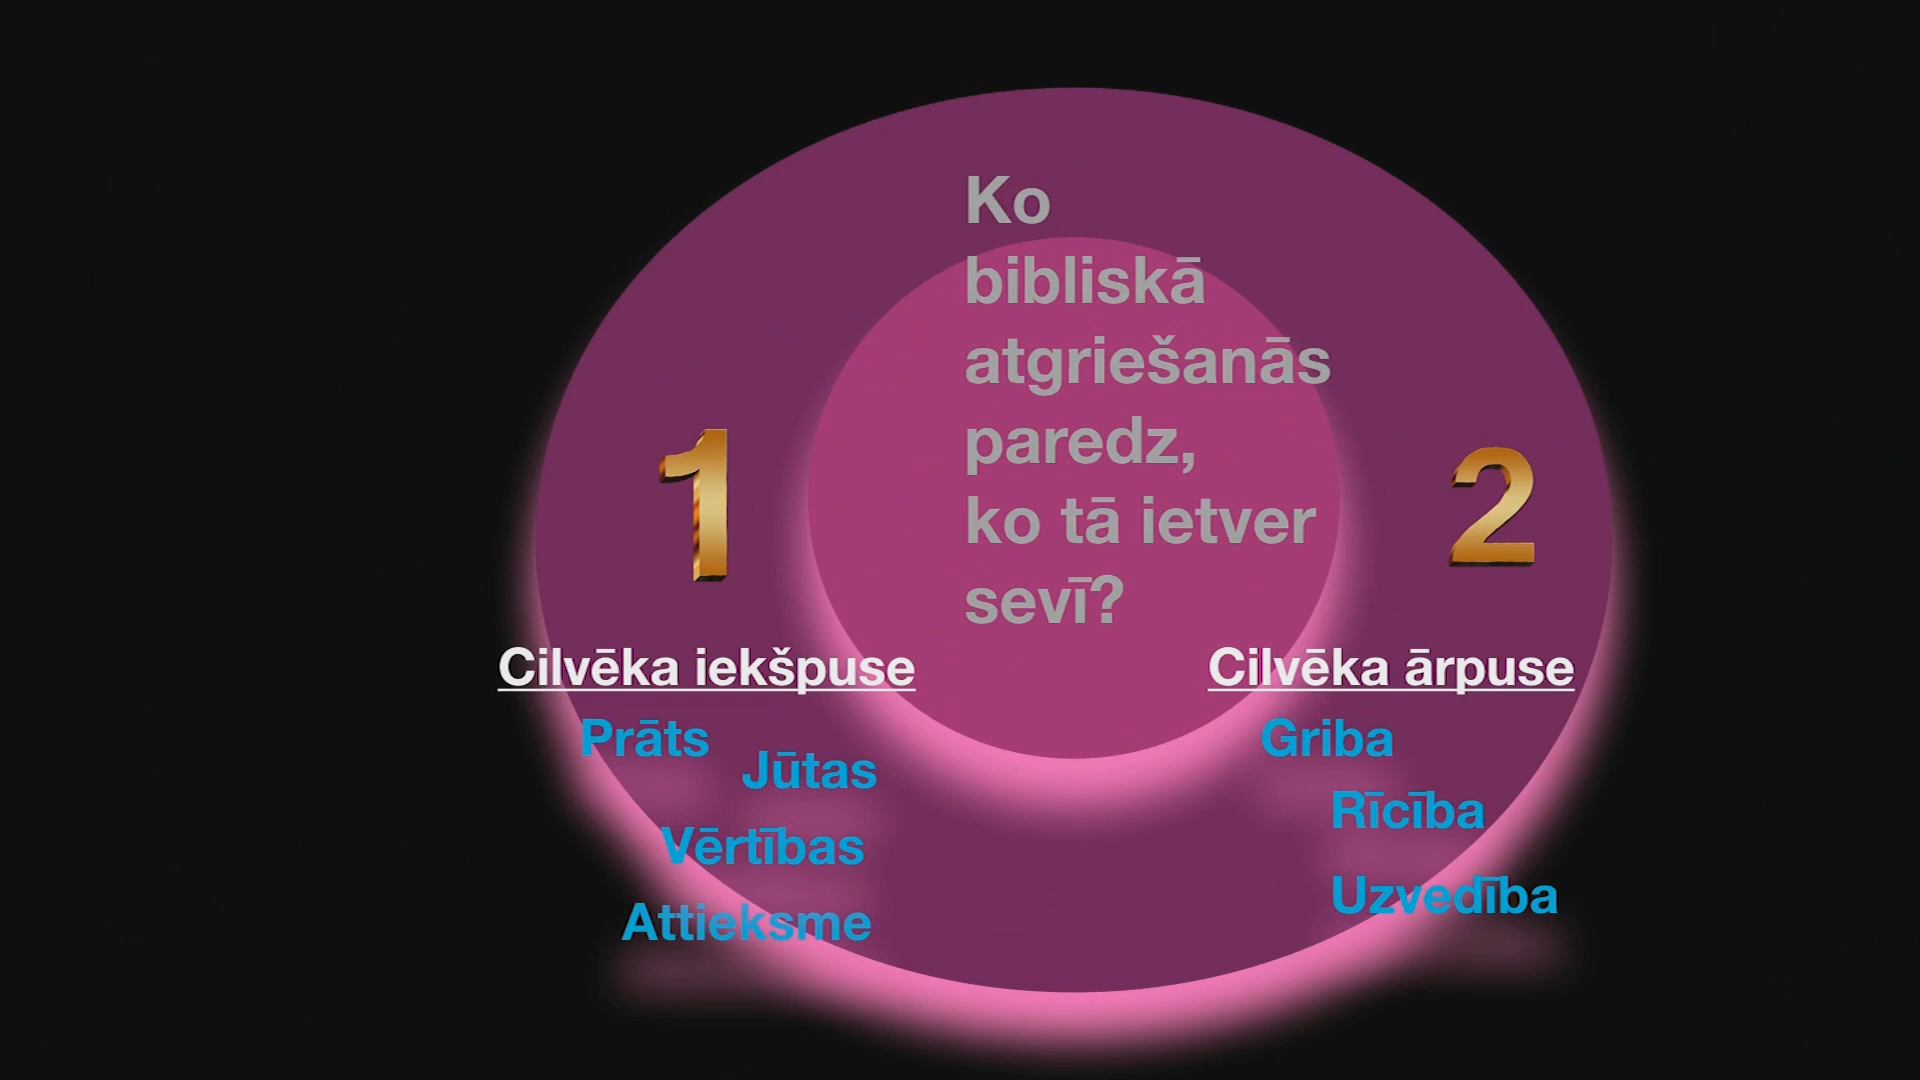 Ko
bibliskā
atgriešanās
paredz,
ko tā ietver
sevī?
1
Cilvēka iekšpuse
Prāts
Jūtas
Vērtības
Attieksme
2
Cilvēka ārpuse
Griba
Rīcība
Uzvedība